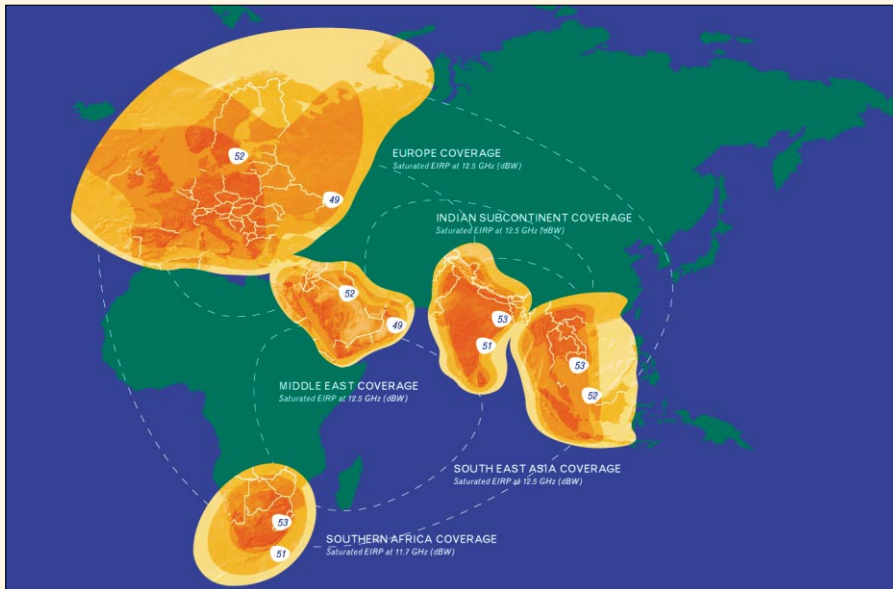 52
EUROPE COVERAGE
Saturated EIRP at 12.5 GHz (dBW)
49
INDIAN SUBCONTINENT COVERAGE
Saturated EIRP at 12.5 GHz (dBW)
52
49
53
51
53
52
MIDDLE EAST COVERAGE
Saturated EIRP at 12.5 GHz (dBW)
SOUTH EAST ASIA COVERAGE
Saturated EIRP at 12.5 GHz (dBW)
53
51
SOUTHERN AFRICA COVERAGE
Saturated EIRP at 11.7 GHz (dBW)